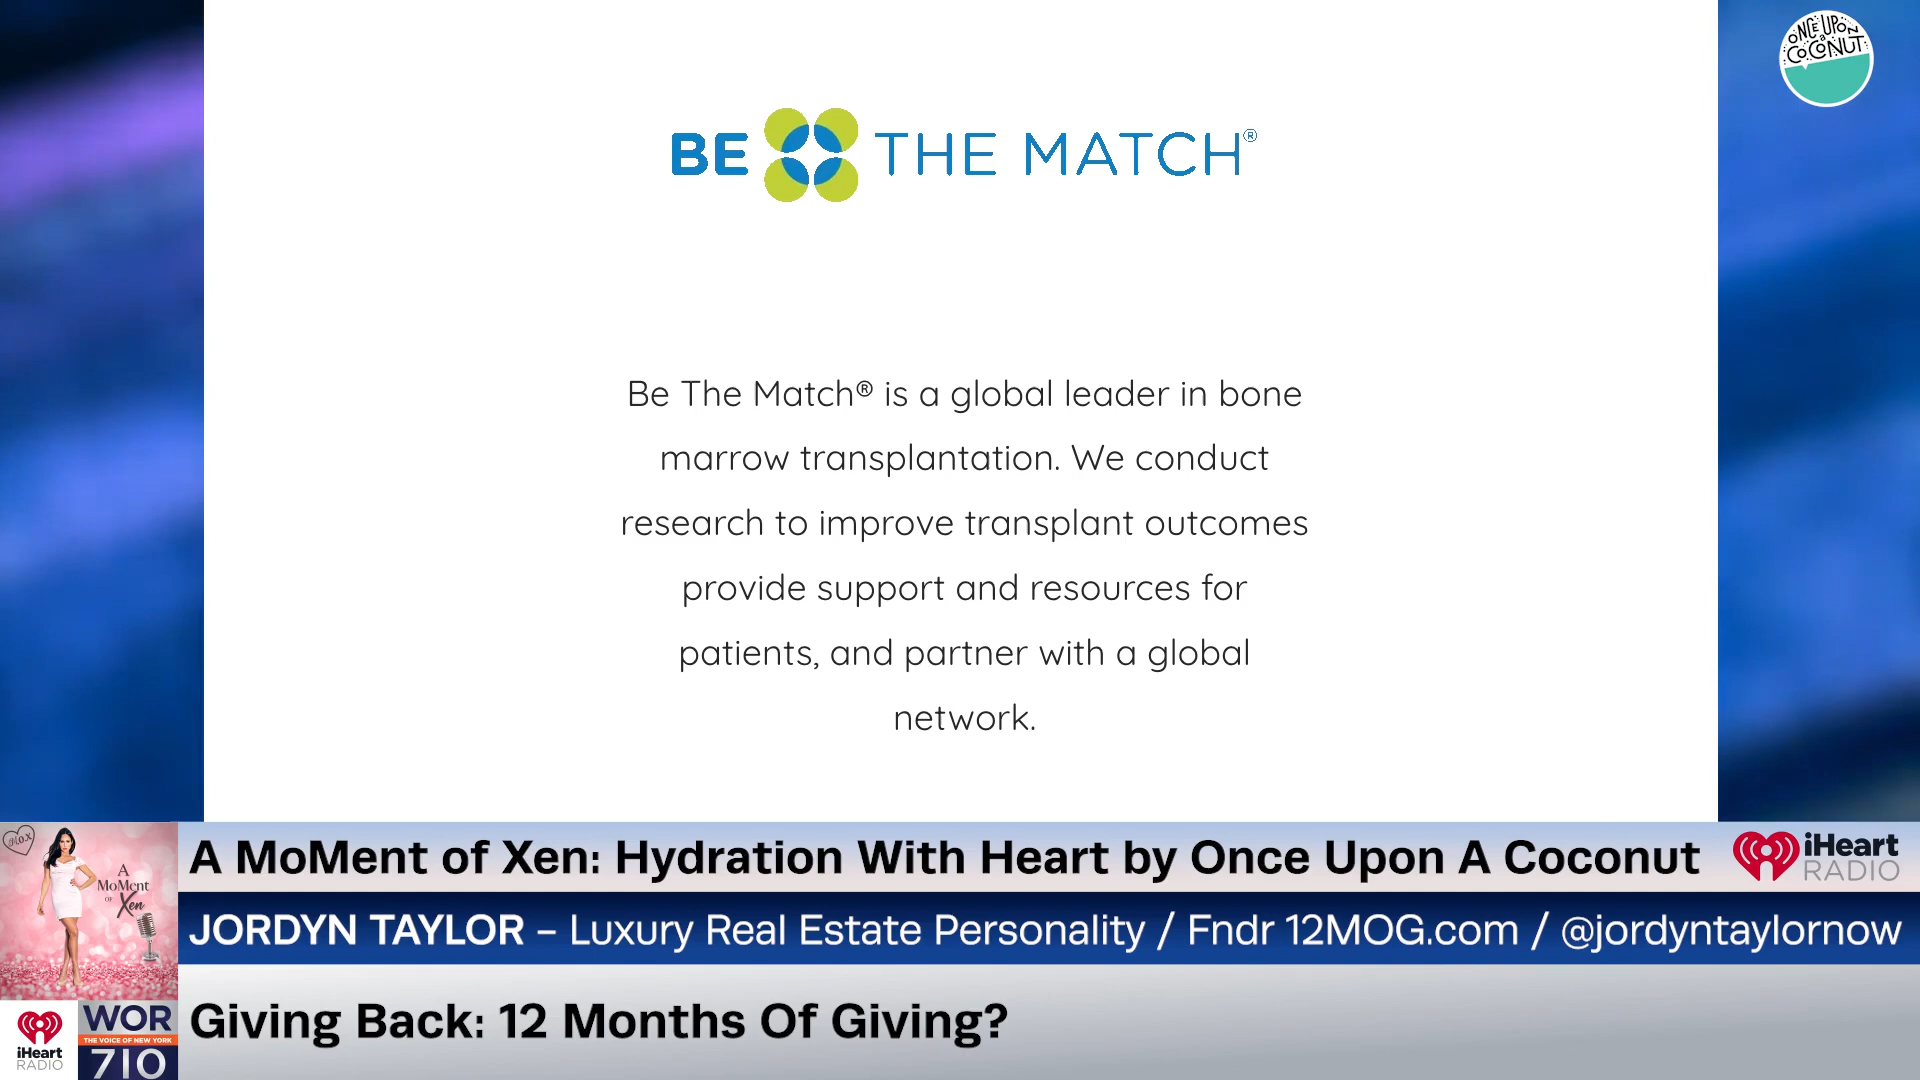 ONCE UPON
a
COCONUT
BE THE MATCH®
Be The Match® is a global leader in bone
marrow transplantation. We conduct
research to improve transplant outcomes
provide support and resources for
patients, and partner with a global
network.
M.O.X
A
MoMent
OF Xen
A MoMent of Xen: Hydration With Heart by Once Upon A Coconut
iHeart
RADIO
JORDYN TAYLOR – Luxury Real Estate Personality / Fndr 12MOG.com / @jordyntaylornow
iHeart
RADIO
WOR
THE VOICE OF NEW YORK
710
Giving Back: 12 Months Of Giving?